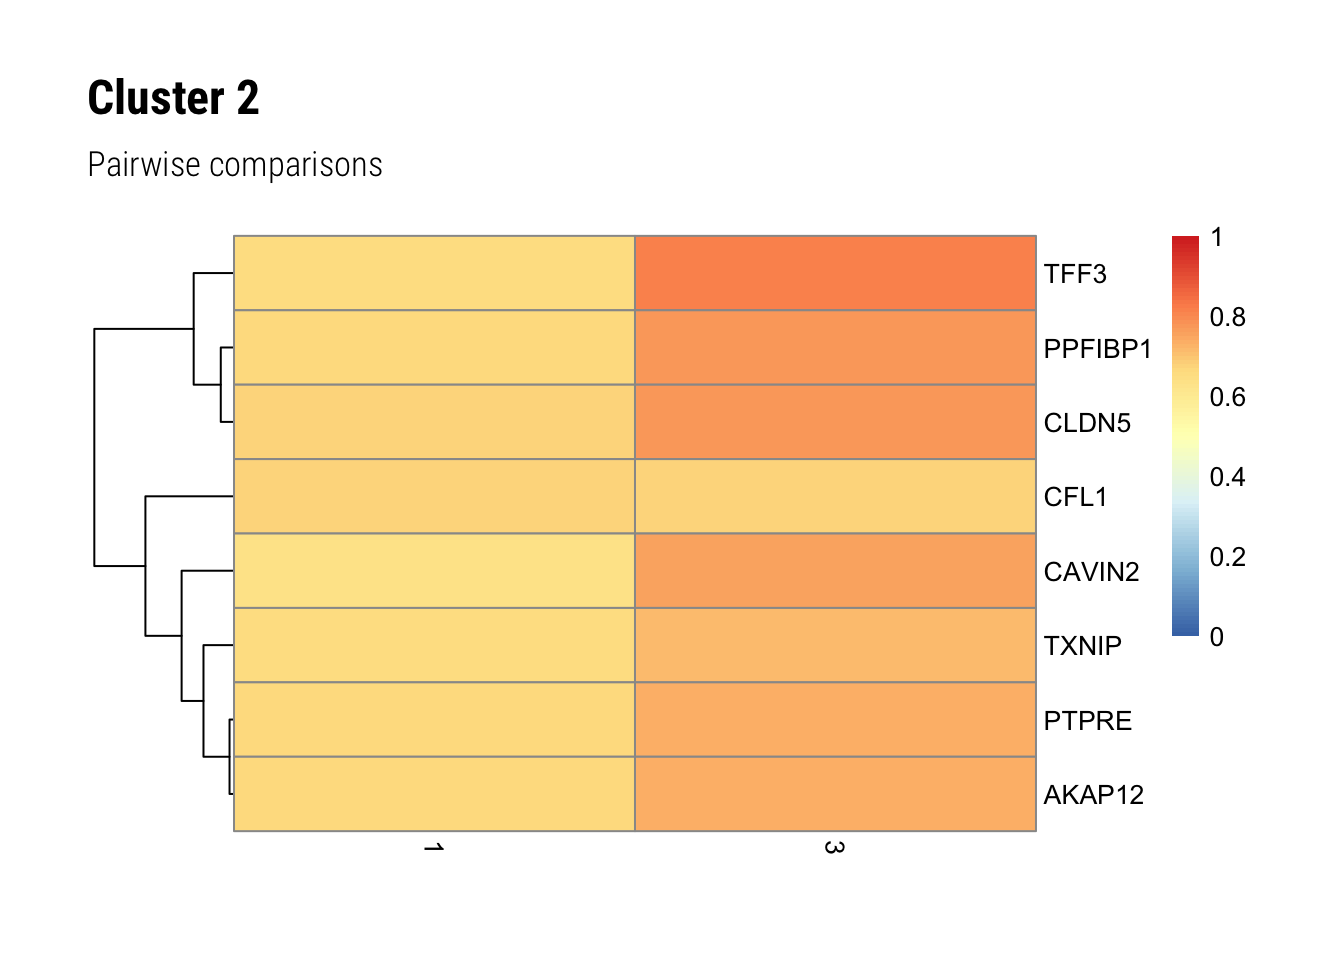 Cluster 2
Pairwise comparisons
TFF3
PPFIBP1
CLDN5
CFL1
CAVIN2
TXNIP
PTPRE
AKAP12
1
3
1
0.8
0.6
0.4
0.2
0